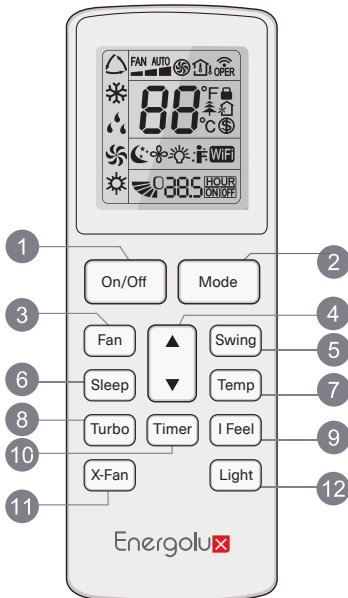 FAN AUTO
OPER
88 °F
°C
WiFi
88.5 HOUR
ON OFF
1
2
On/Off Mode
3
4
Fan ▲ Swing
5
6
Sleep ▼ Temp
7
8
Turbo Timer I Feel
9
10
X-Fan Light
11
12
Energolux